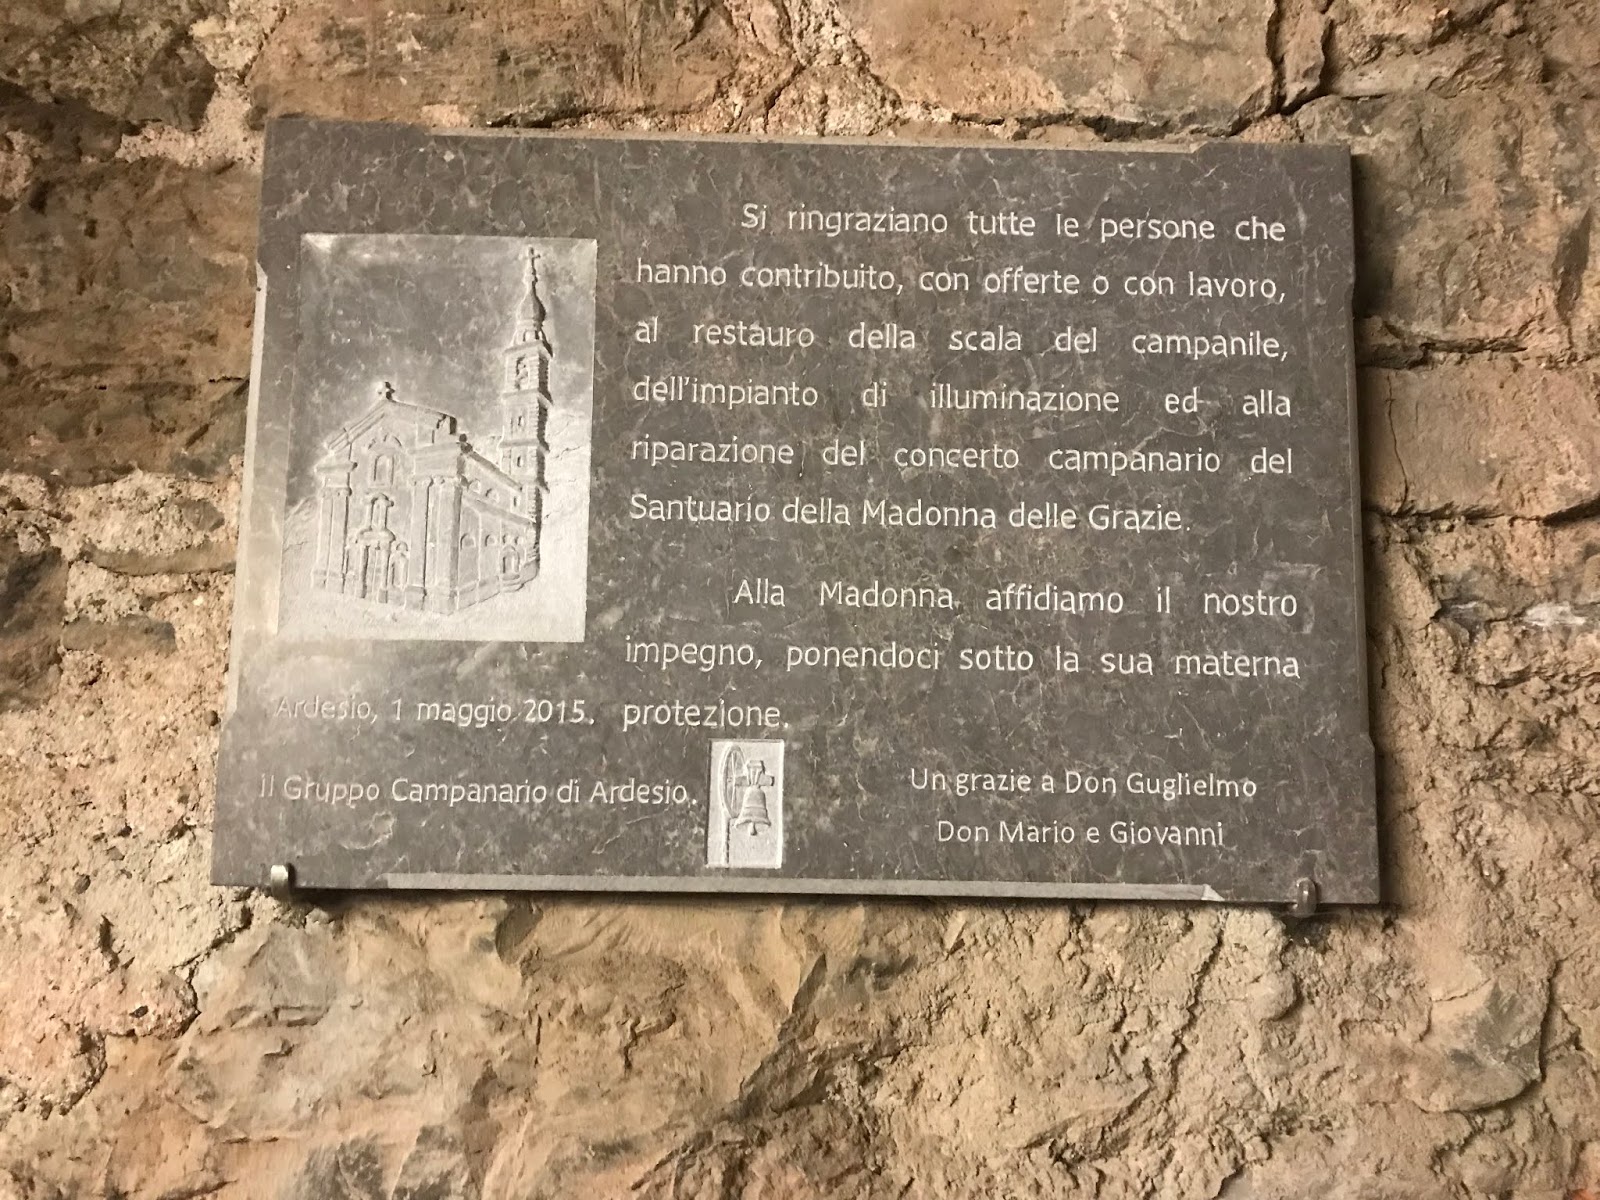 Si ringraziano tutte le persone che
hanno contribuito, con offerte o con lavoro,
al restauro della scala del campanile,
dell'impianto di illuminazione ed alla
riparazione del concerto campanario del
Santuario della Madonna delle Grazie.
Alla Madonna affidiamo il nostro
impegno, ponendoci sotto la sua materna
protezione.
Ardesio, 1 maggio 2015.
il Gruppo Campanario di Ardesio.
Un grazie a Don Guglielmo
Don Mario e Giovanni